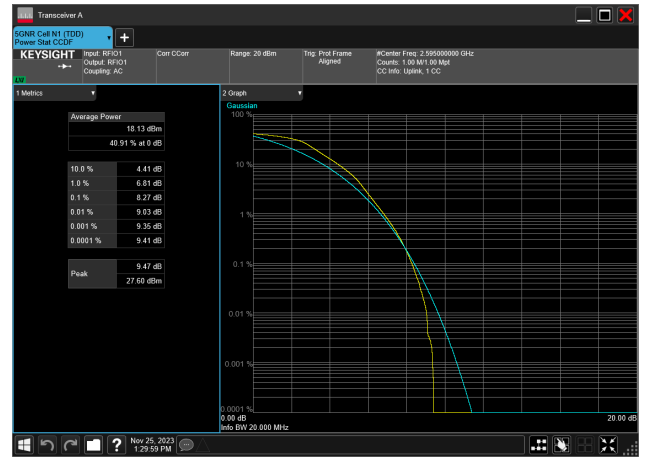 Transceiver A
5GNR Cell N1 (TDD)
Power Stat CCDF
KEYSIGHT
LXI
Input: RFIO1
Output: RFIO1
Coupling: AC
Corr CCorr
Range: 20 dBm
Trig: Prot Frame
Aligned
#Center Freq: 2.595000000 GHz
Counts: 1.00 M/1.00 Mpt
CC Info: Uplink, 1 CC
1 Metrics
Average Power
18.13 dBm
40.91 % at 0 dB
10.0 % 4.41 dB
1.0 % 6.81 dB
0.1 % 8.27 dB
0.01 % 9.03 dB
0.001 % 9.35 dB
0.0001 % 9.41 dB
Peak
9.47 dB
27.60 dBm
2 Graph
Gaussian
100 %
10 %
1 %
0.1 %
0.01 %
0.001 %
0.0001 %
0.00 dB 20.00 dB
Info BW 20.000 MHz
Nov 25, 2023
1:29:59 PM